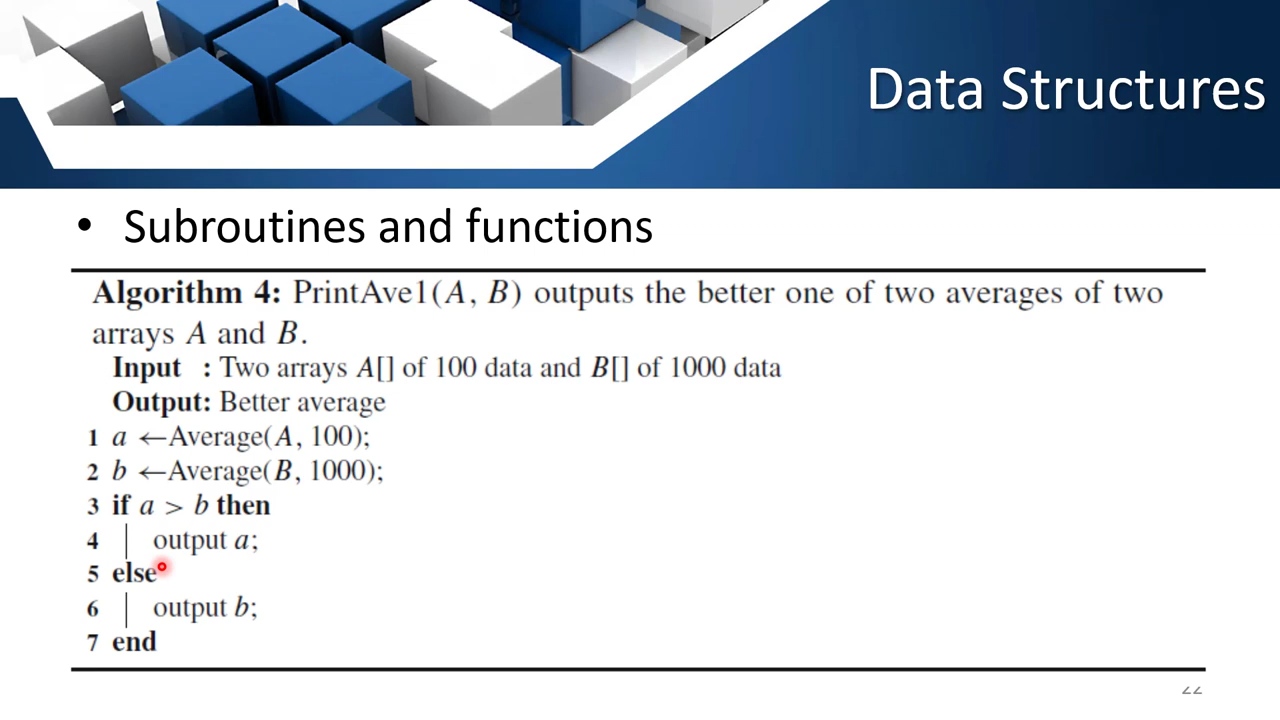 Data Structures
• Subroutines and functions
Algorithm 4: PrintAve1(A, B) outputs the better one of two averages of two
arrays A and B.
Input : Two arrays A[] of 100 data and B[] of 1000 data
Output: Better average
1 a ←Average(A, 100);
2 b ←Average(B, 1000);
3 if a > b then
4 output a;
5 else
6 output b;
7 end
22